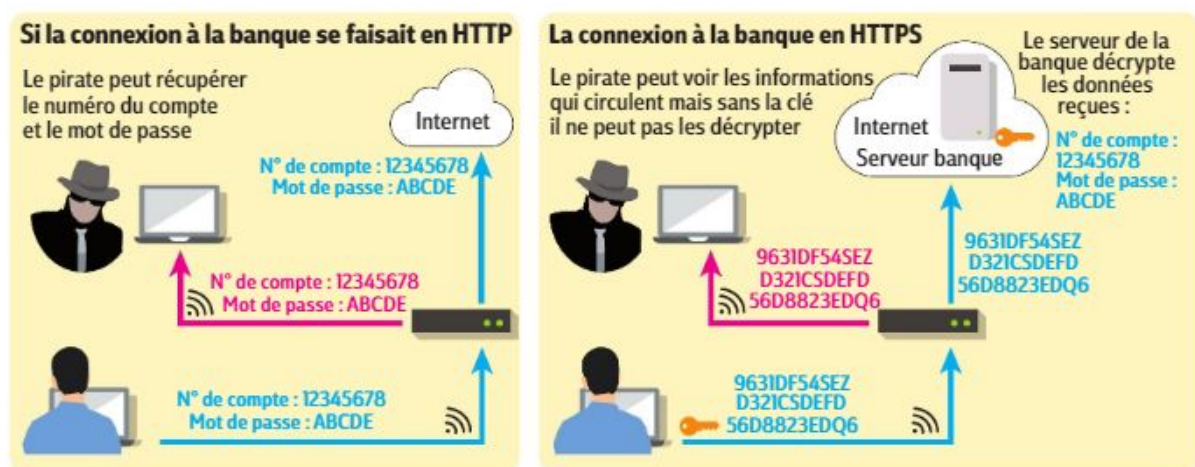 Si la connexion à la banque se faisait en HTTP
Le pirate peut récupérer
le numéro du compte
et le mot de passe
Internet
N° de compte : 12345678
Mot de passe : ABCDE
N° de compte : 12345678
Mot de passe : ABCDE
N° de compte : 12345678
Mot de passe : ABCDE
La connexion à la banque en HTTPS
Le pirate peut voir les informations
qui circulent mais sans la clé
il ne peut pas les décrypter
Internet
Serveur banque
Le serveur de la
banque décrypte
les données
reçues :
N° de compte :
12345678
Mot de passe :
ABCDE
9631DF54SEZ
D321CSDEFD
56D8823EDQ6
9631DF54SEZ
D321CSDEFD
56D8823EDQ6
9631DF54SEZ
D321CSDEFD
56D8823EDQ6